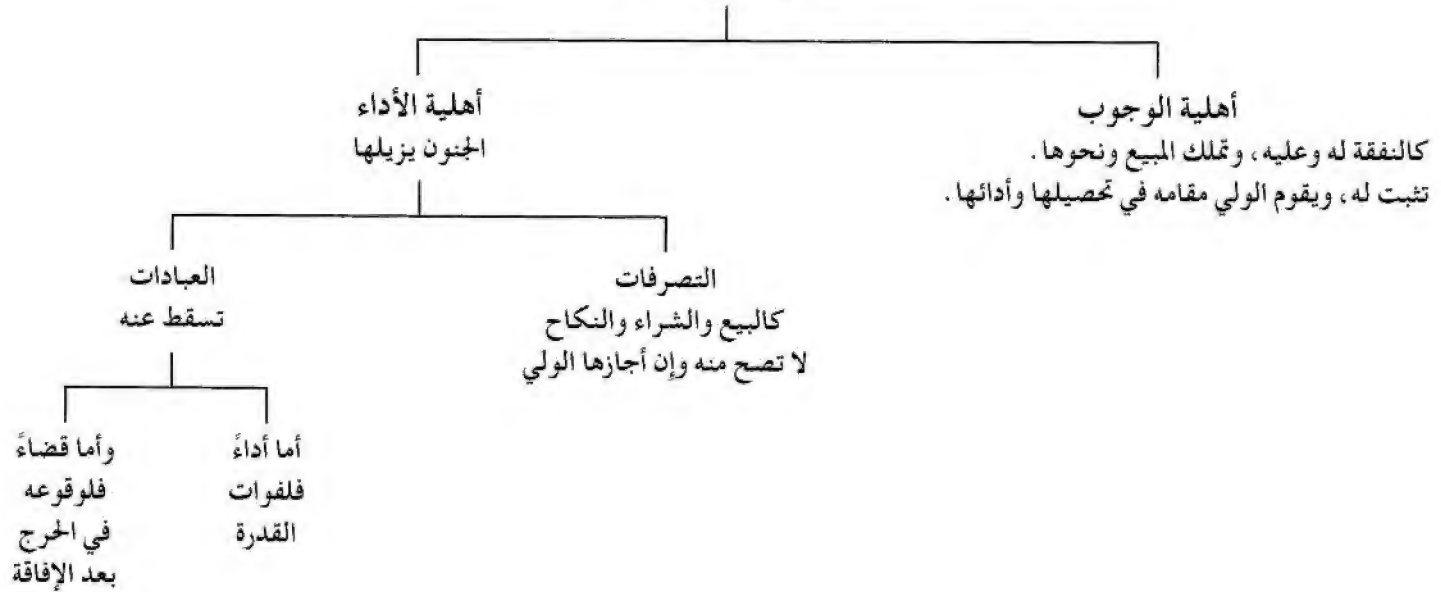 أهلية الوجوب
كالنفقة له وعليه، وتملك المبيع ونحوها.
تثبت له، ويقوم الولي مقامه في تحصيلها وأدائها.
أهلية الأداء
الجنون يزيلها
التصرفات
كالبيع والشراء والنكاح
لا تصح منه وإن أجازها الولي
العبادات
تسقط عنه
أما أداءً
فلفوات
القدرة
وأما قضاءً
فلوقوعه
في الحرج
بعد الإفاقة